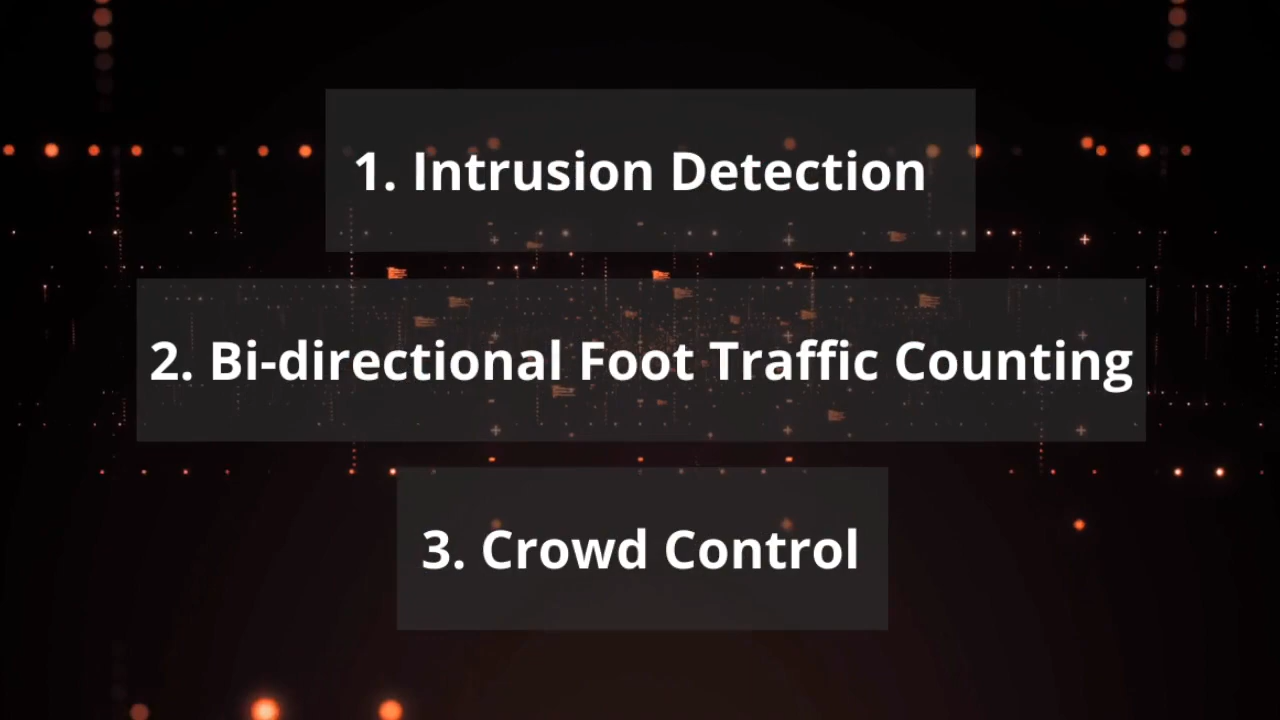 1. Intrusion Detection
2. Bi-directional Foot Traffic Counting
3. Crowd Control